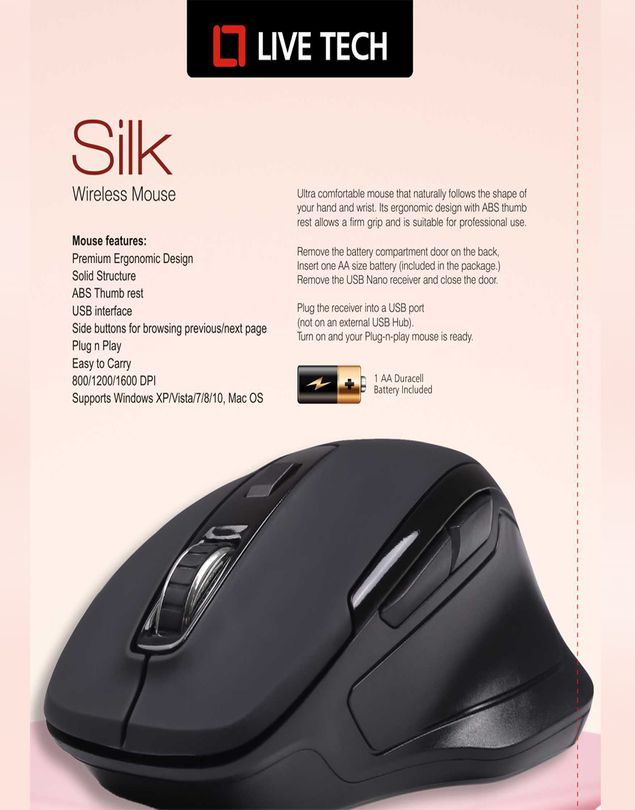 LIVE TECH
Silk
Wireless Mouse
Mouse features:
Premium Ergonomic Design
Solid Structure
ABS Thumb rest
USB interface
Side buttons for browsing previous/next page
Plug n Play
Easy to Carry
800/1200/1600 DPI
Supports Windows XP/Vista/7/8/10, Mac OS
Ultra comfortable mouse that naturally follows the shape of
your hand and wrist. Its ergonomic design with ABS thumb
rest allows a firm grip and is suitable for professional use.
Remove the battery compartment door on the back,
Insert one AA size battery (included in the package.)
Remove the USB Nano receiver and close the door.
Plug the receiver into a USB port
(not on an external USB Hub).
Turn on and your Plug-n-play mouse is ready.
1 AA Duracell
Battery Included